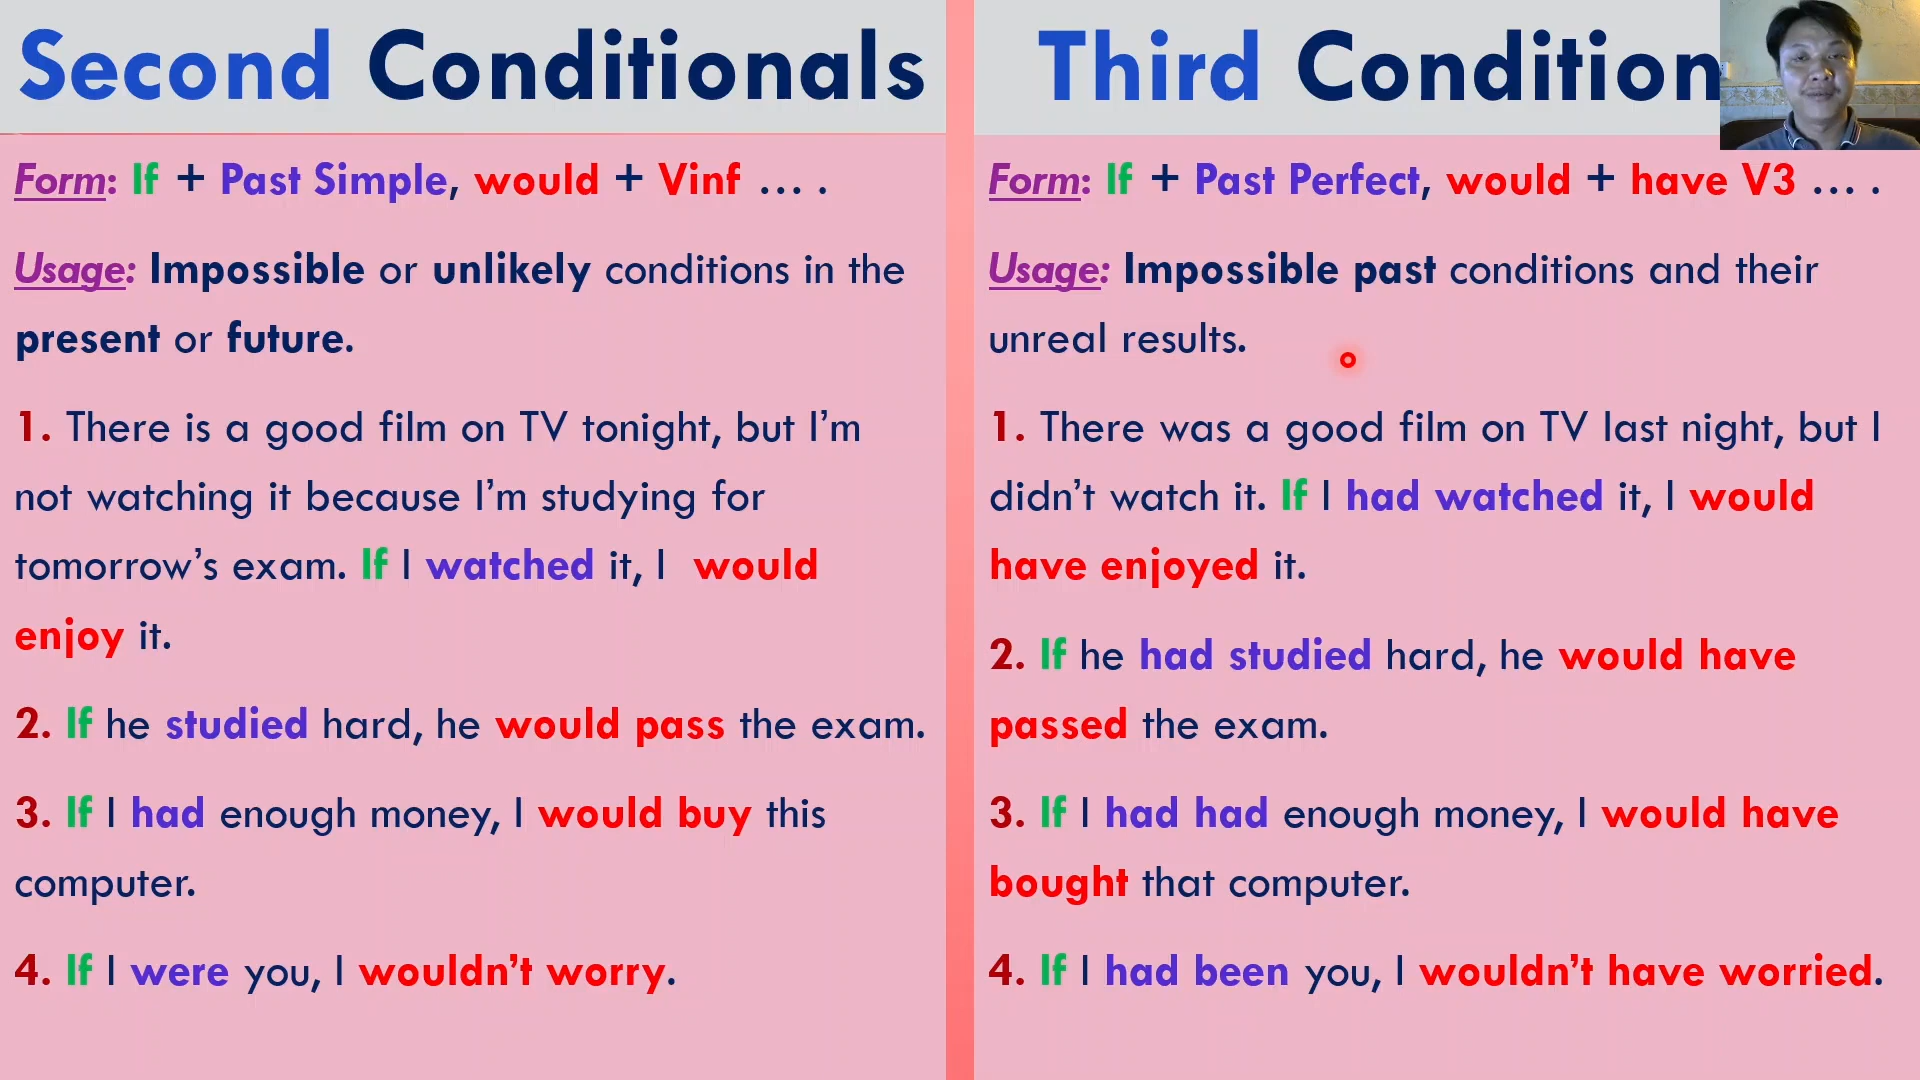 Second Conditionals
Form: If + Past Simple, would + Vinf … .
Usage: Impossible or unlikely conditions in the
present or future.
1. There is a good film on TV tonight, but I’m
not watching it because I’m studying for
tomorrow’s exam. If I watched it, I would
enjoy it.
2. If he studied hard, he would pass the exam.
3. If I had enough money, I would buy this
computer.
4. If I were you, I wouldn’t worry.
Third Condition
Form: If + Past Perfect, would + have V3 … .
Usage: Impossible past conditions and their
unreal results.
1. There was a good film on TV last night, but I
didn’t watch it. If I had watched it, I would
have enjoyed it.
2. If he had studied hard, he would have
passed the exam.
3. If I had had enough money, I would have
bought that computer.
4. If I had been you, I wouldn’t have worried.